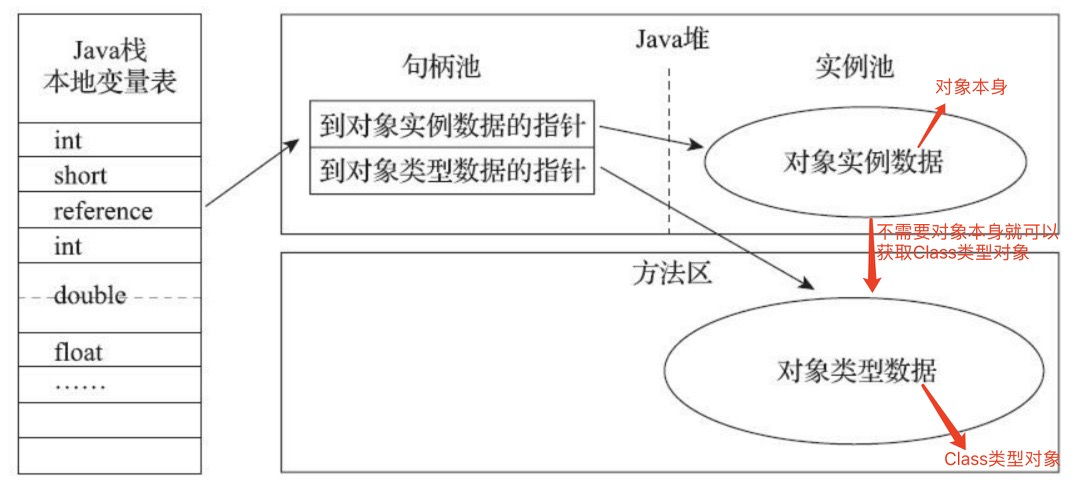 Java栈
本地变量表
int
short
reference
int
double
float
……
Java堆
句柄池
实例池
到对象实例数据的指针
到对象类型数据的指针
对象本身
对象实例数据
不需要对象本身就可以
获取Class类型对象
方法区
对象类型数据
Class类型对象